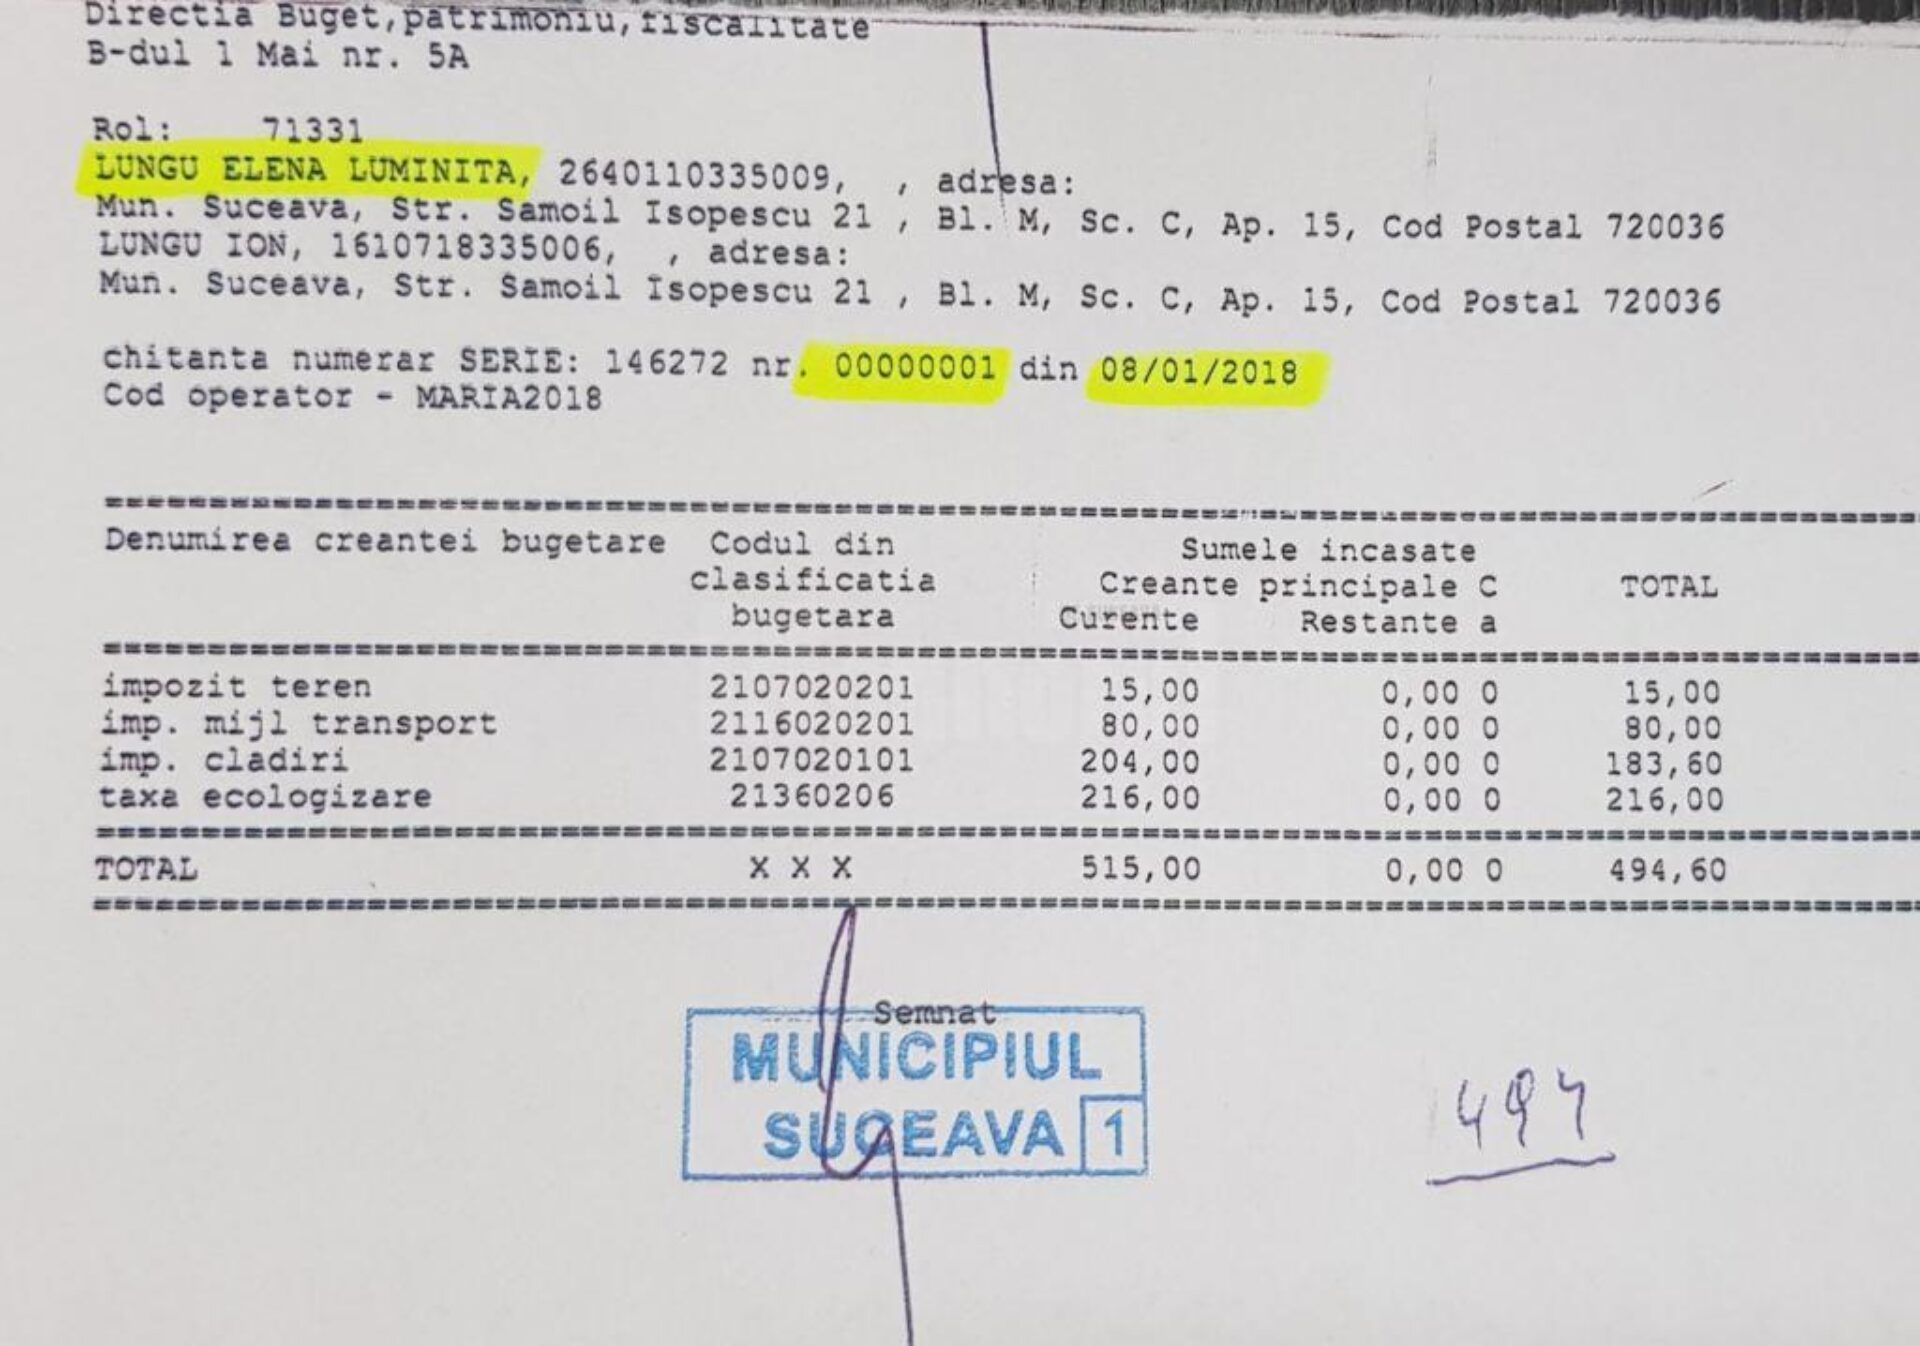 Directia Buget,patrimoniu,fiscalitate
B-dul 1 Mai nr. 5A
Rol: 71331
LUNGU ELENA LUMINITA, 2640110335009, , adresa:
Mun. Suceava, Str. Samoil Isopescu 21 , Bl. M, Sc. C, Ap. 15, Cod Postal 720036
LUNGU ION, 1610718335006, , adresa:
Mun. Suceava, Str. Samoil Isopescu 21 , Bl. M, Sc. C, Ap. 15, Cod Postal 720036
chitanta numerar SERIE: 146272 nr. 00000001 din 08/01/2018
Cod operator - MARIA2018
Denumirea creantei bugetare Codul din Sumele incasate
clasificatia Creante principale C TOTAL
bugetara Curente Restante a
impozit teren 2107020201 15,00 0,00 0 15,00
imp. mijl transport 2116020201 80,00 0,00 0 80,00
imp. cladiri 2107020101 204,00 0,00 0 183,60
taxa ecologizare 21360206 216,00 0,00 0 216,00
TOTAL X X X 515,00 0,00 0 494,60
Semnat
MUNICIPIUL
SUCEAVA 1
494